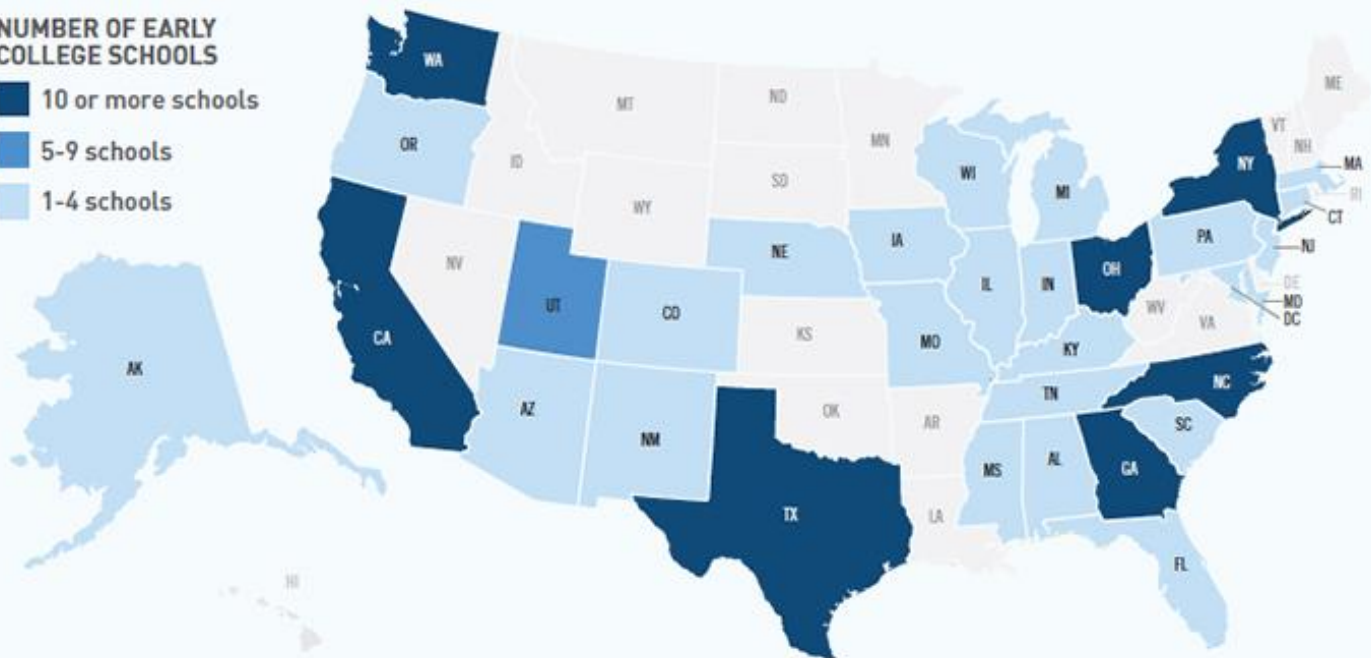 NUMBER OF EARLY
COLLEGE SCHOOLS
10 or more schools
5-9 schools
1-4 schools
WA
MT
ND
MN
ME
VT
NH
OR
ID
SD
WI
MI
NY
MA
RI
CT
WY
IA
PA
NJ
NV
NE
OH
UT
CO
IL
IN
DE
MD
DC
WV
VA
CA
KS
MO
KY
AK
AZ
NM
OK
AR
TN
NC
SC
MS
AL
GA
TX
LA
FL
HI